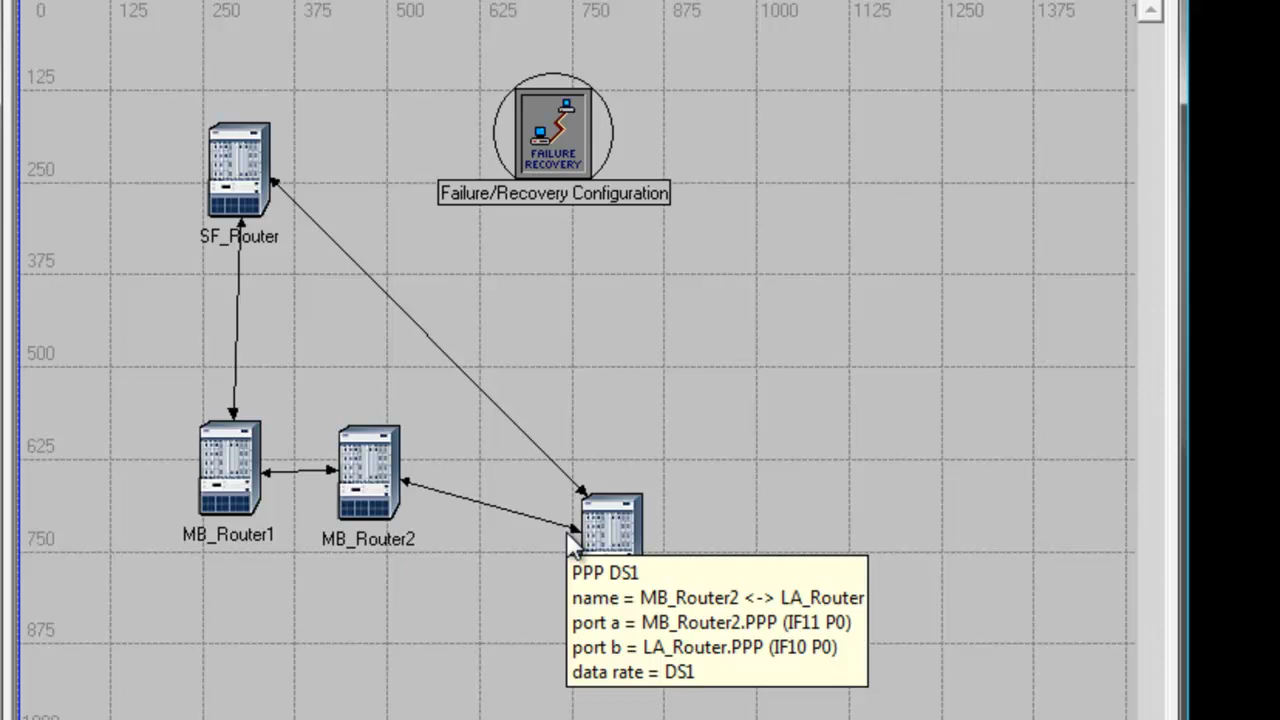 0 125 250 375 500 625 750 875 1000 1125 1250 1375
125
FAILURE
RECOVERY
250
Failure/Recovery Configuration
SF_Router
375
500
625
MB_Router1
MB_Router2
750
PPP DS1
name = MB_Router2 <-> LA_Router
port a = MB_Router2.PPP (IF11 P0)
875
port b = LA_Router.PPP (IF10 P0)
data rate = DS1